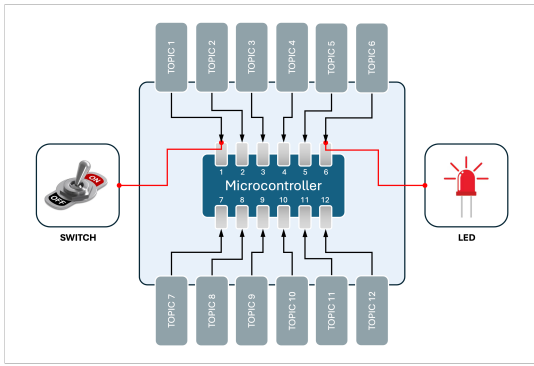 TOPIC 1
TOPIC 2
TOPIC 3
TOPIC 4
TOPIC 5
TOPIC 6
1 2 3 4 5 6
Microcontroller
7 8 9 10 11 12
ON
OFF
SWITCH
LED
TOPIC 7
TOPIC 8
TOPIC 9
TOPIC 10
TOPIC 11
TOPIC 12